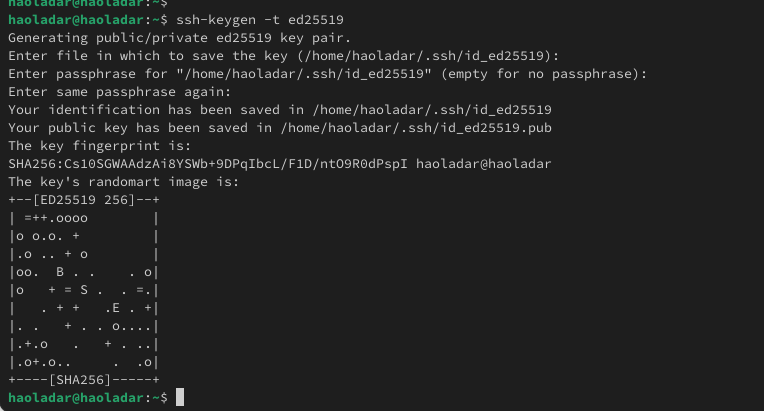 haoladar@haoladar:~$
haoladar@haoladar:~$ ssh-keygen -t ed25519
Generating public/private ed25519 key pair.
Enter file in which to save the key (/home/haoladar/.ssh/id_ed25519):
Enter passphrase for "/home/haoladar/.ssh/id_ed25519" (empty for no passphrase):
Enter same passphrase again:
Your identification has been saved in /home/haoladar/.ssh/id_ed25519
Your public key has been saved in /home/haoladar/.ssh/id_ed25519.pub
The key fingerprint is:
SHA256:Cs10SGWAAdzAi8YSWb+9DPqIbcL/F1D/ntO9R0dPspI haoladar@haoladar
The key's randomart image is:
+--[ED25519 256]--+
| =++.oooo        |
|o o.o. +         |
|.o .. + o        |
|oo.  B . .    . o|
|o   + = S .  . =.|
|   . + +   .E . +|
|. .   + . . o....|
|.+.o   .   + . ..|
|.o+.o..     .  .o|
+----[SHA256]-----+
haoladar@haoladar:~$